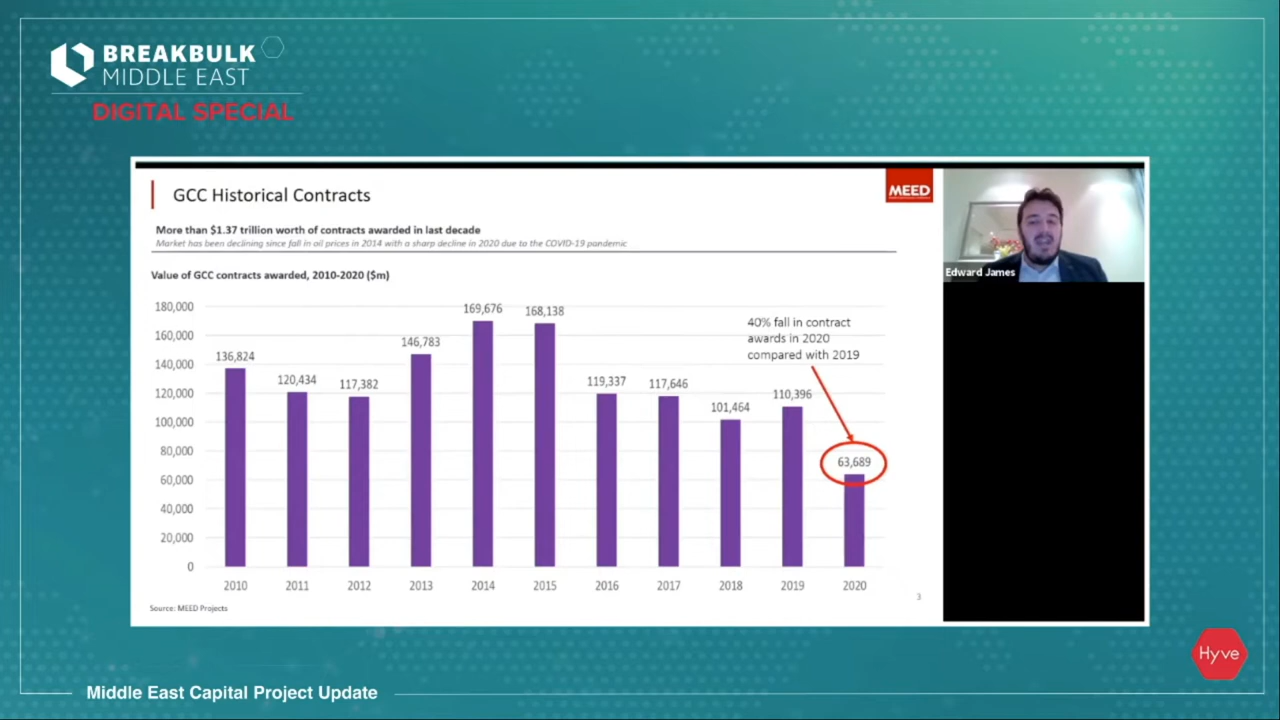 BREAKBULK
MIDDLE EAST
DIGITAL SPECIAL
GCC Historical Contracts
MEED
More than $1.37 trillion worth of contracts awarded in last decade
Market has been declining since fall in oil prices in 2014 with a sharp decline in 2020 due to the COVID-19 pandemic
Edward James
Value of GCC contracts awarded, 2010-2020 ($m)
180,000
160,000
140,000
120,000
100,000
80,000
60,000
40,000
20,000
0
136,824
120,434
117,382
146,783
169,676
168,138
119,337
117,646
101,464
110,396
63,689
40% fall in contract
awards in 2020
compared with 2019
2010 2011 2012 2013 2014 2015 2016 2017 2018 2019 2020
Source: MEED Projects
3
Hyve
Middle East Capital Project Update